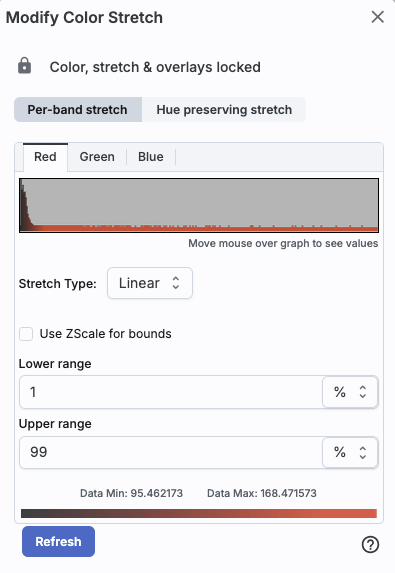 Modify Color Stretch
Color, stretch & overlays locked
Per-band stretch Hue preserving stretch
Red Green Blue
Move mouse over graph to see values
Stretch Type: Linear
Use ZScale for bounds
Lower range
1 %
Upper range
99 %
Data Min: 95.462173 Data Max: 168.471573
Refresh